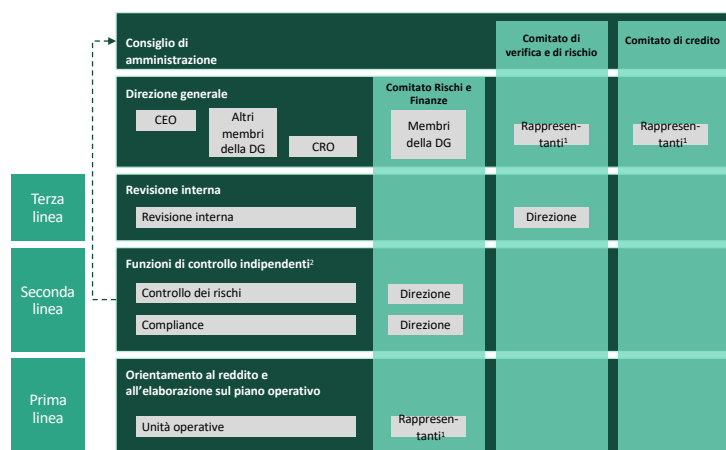 Consiglio di
amministrazione
Comitato di
verifica e di rischio
Comitato di credito
Direzione generale
Comitato Rischi e
Finanze
CEO
Altri
membri
della DG
CRO
Membri
della DG
Rappresen-
tanti¹
Rappresen-
tanti¹
Terza
linea
Revisione interna
Revisione interna
Direzione
Seconda
linea
Funzioni di controllo indipendenti²
Controllo dei rischi
Direzione
Compliance
Direzione
Prima
linea
Orientamento al reddito e
all'elaborazione sul piano operativo
Unità operative
Rappresen-
tanti¹